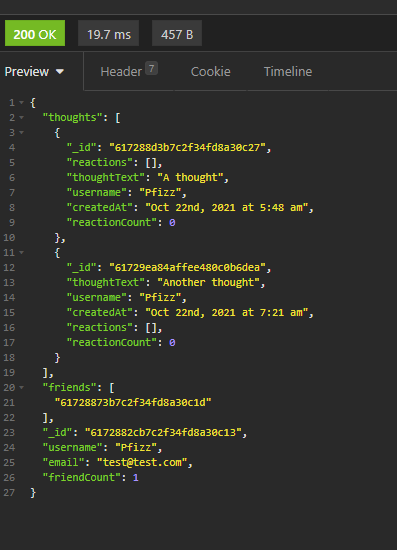 200 OK 19.7 ms 457 B
Preview Header 7 Cookie Timeline
1 {
2 "thoughts": [
3 {
4 "_id": "617288d3b7c2f34fd8a30c27",
5 "reactions": [],
6 "thoughtText": "A thought",
7 "username": "Pfizz",
8 "createdAt": "Oct 22nd, 2021 at 5:48 am",
9 "reactionCount": 0
10 },
11 {
12 "_id": "61729ea84affee480c0b6dea",
13 "thoughtText": "Another thought",
14 "username": "Pfizz",
15 "createdAt": "Oct 22nd, 2021 at 7:21 am",
16 "reactions": [],
17 "reactionCount": 0
18 }
19 ],
20 "friends": [
21 "61728873b7c2f34fd8a30c1d"
22 ],
23 "_id": "6172882cb7c2f34fd8a30c13",
24 "username": "Pfizz",
25 "email": "test@test.com",
26 "friendCount": 1
27 }